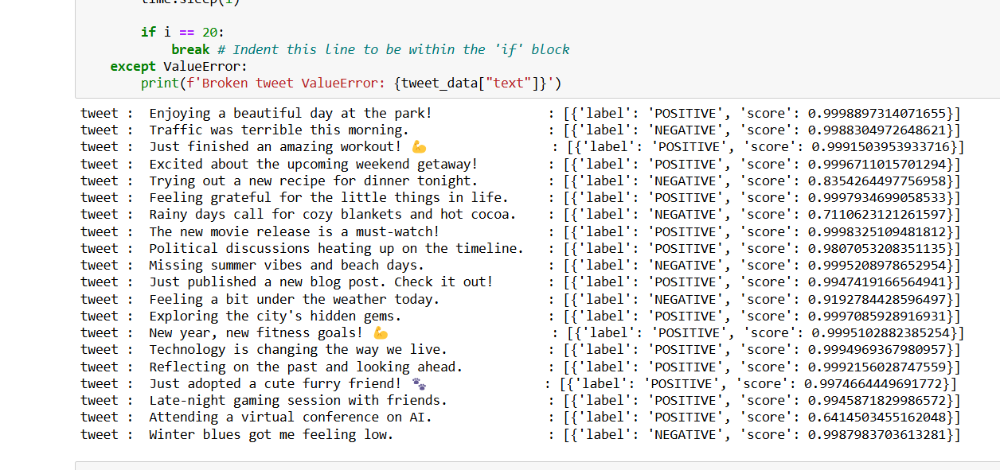 time.sleep(1)
if i == 20:
break # Indent this line to be within the 'if' block
except ValueError:
print(f'Broken tweet ValueError: {tweet_data["text"]}')
tweet :  Enjoying a beautiful day at the park! : [{'label': 'POSITIVE', 'score': 0.9998897314071655}]
tweet :  Traffic was terrible this morning. : [{'label': 'NEGATIVE', 'score': 0.9988304972648621}]
tweet :  Just finished an amazing workout! 💪 : [{'label': 'POSITIVE', 'score': 0.9991503953933716}]
tweet :  Excited about the upcoming weekend getaway! : [{'label': 'POSITIVE', 'score': 0.9996711015701294}]
tweet :  Trying out a new recipe for dinner tonight. : [{'label': 'NEGATIVE', 'score': 0.8354264497756958}]
tweet :  Feeling grateful for the little things in life. : [{'label': 'POSITIVE', 'score': 0.9997934699058533}]
tweet :  Rainy days call for cozy blankets and hot cocoa. : [{'label': 'NEGATIVE', 'score': 0.7110623121261597}]
tweet :  The new movie release is a must-watch! : [{'label': 'POSITIVE', 'score': 0.9998325109481812}]
tweet :  Political discussions heating up on the timeline. : [{'label': 'POSITIVE', 'score': 0.9807053208351135}]
tweet :  Missing summer vibes and beach days. : [{'label': 'NEGATIVE', 'score': 0.9995208978652954}]
tweet :  Just published a new blog post. Check it out! : [{'label': 'POSITIVE', 'score': 0.9947419166564941}]
tweet :  Feeling a bit under the weather today. : [{'label': 'NEGATIVE', 'score': 0.9192784428596497}]
tweet :  Exploring the city's hidden gems. : [{'label': 'POSITIVE', 'score': 0.9997085928916931}]
tweet :  New year, new fitness goals! 💪 : [{'label': 'POSITIVE', 'score': 0.9995102882385254}]
tweet :  Technology is changing the way we live. : [{'label': 'POSITIVE', 'score': 0.9994969367980957}]
tweet :  Reflecting on the past and looking ahead. : [{'label': 'POSITIVE', 'score': 0.9992156028747559}]
tweet :  Just adopted a cute furry friend! 🐾 : [{'label': 'POSITIVE', 'score': 0.9974664449691772}]
tweet :  Late-night gaming session with friends. : [{'label': 'POSITIVE', 'score': 0.9945871829986572}]
tweet :  Attending a virtual conference on AI. : [{'label': 'POSITIVE', 'score': 0.6414503455162048}]
tweet :  Winter blues got me feeling low. : [{'label': 'NEGATIVE', 'score': 0.9987983703613281}]